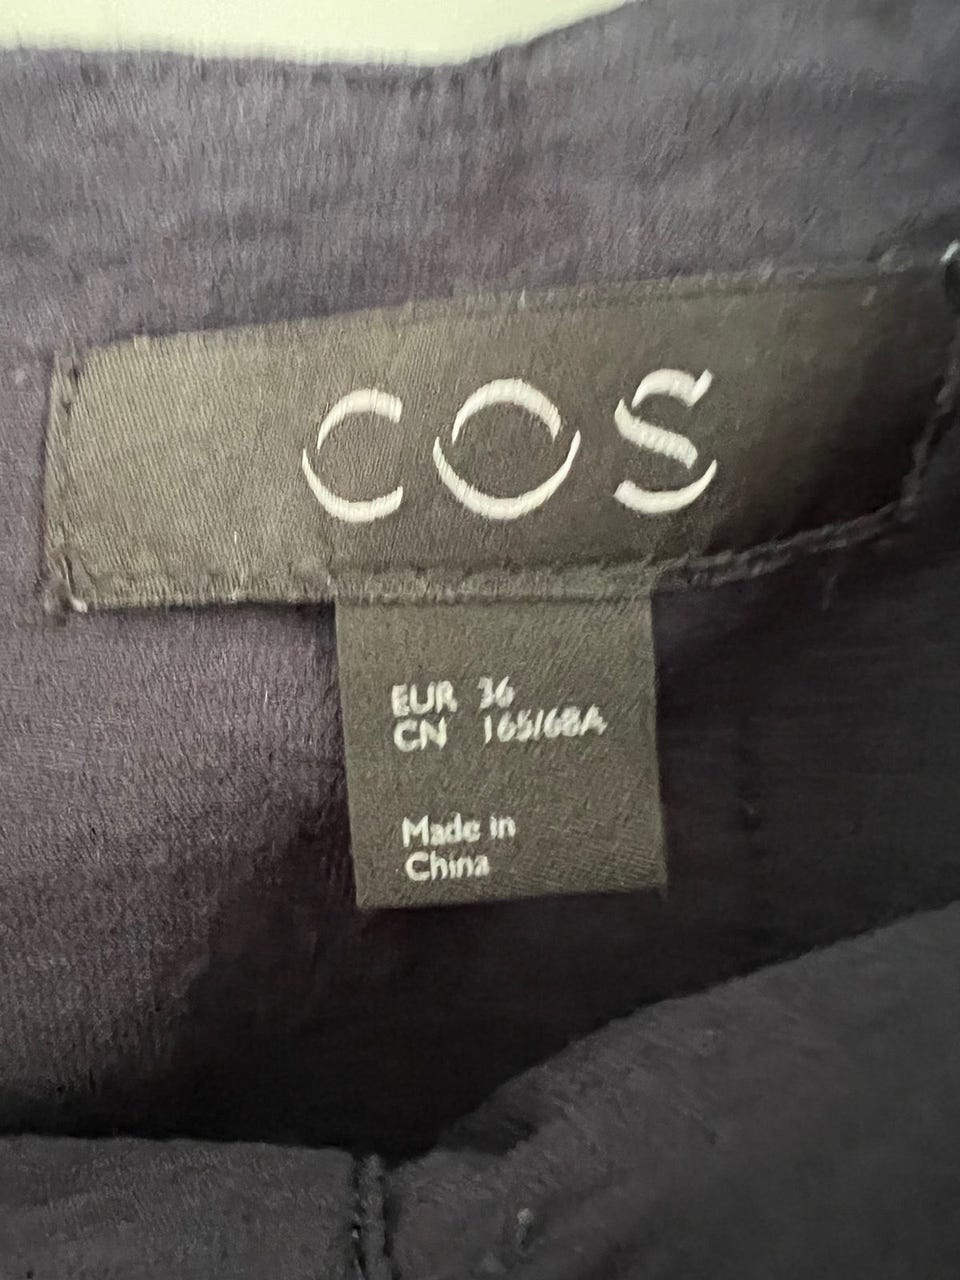 COS
EUR 36
CN 165/68A
Made in
China